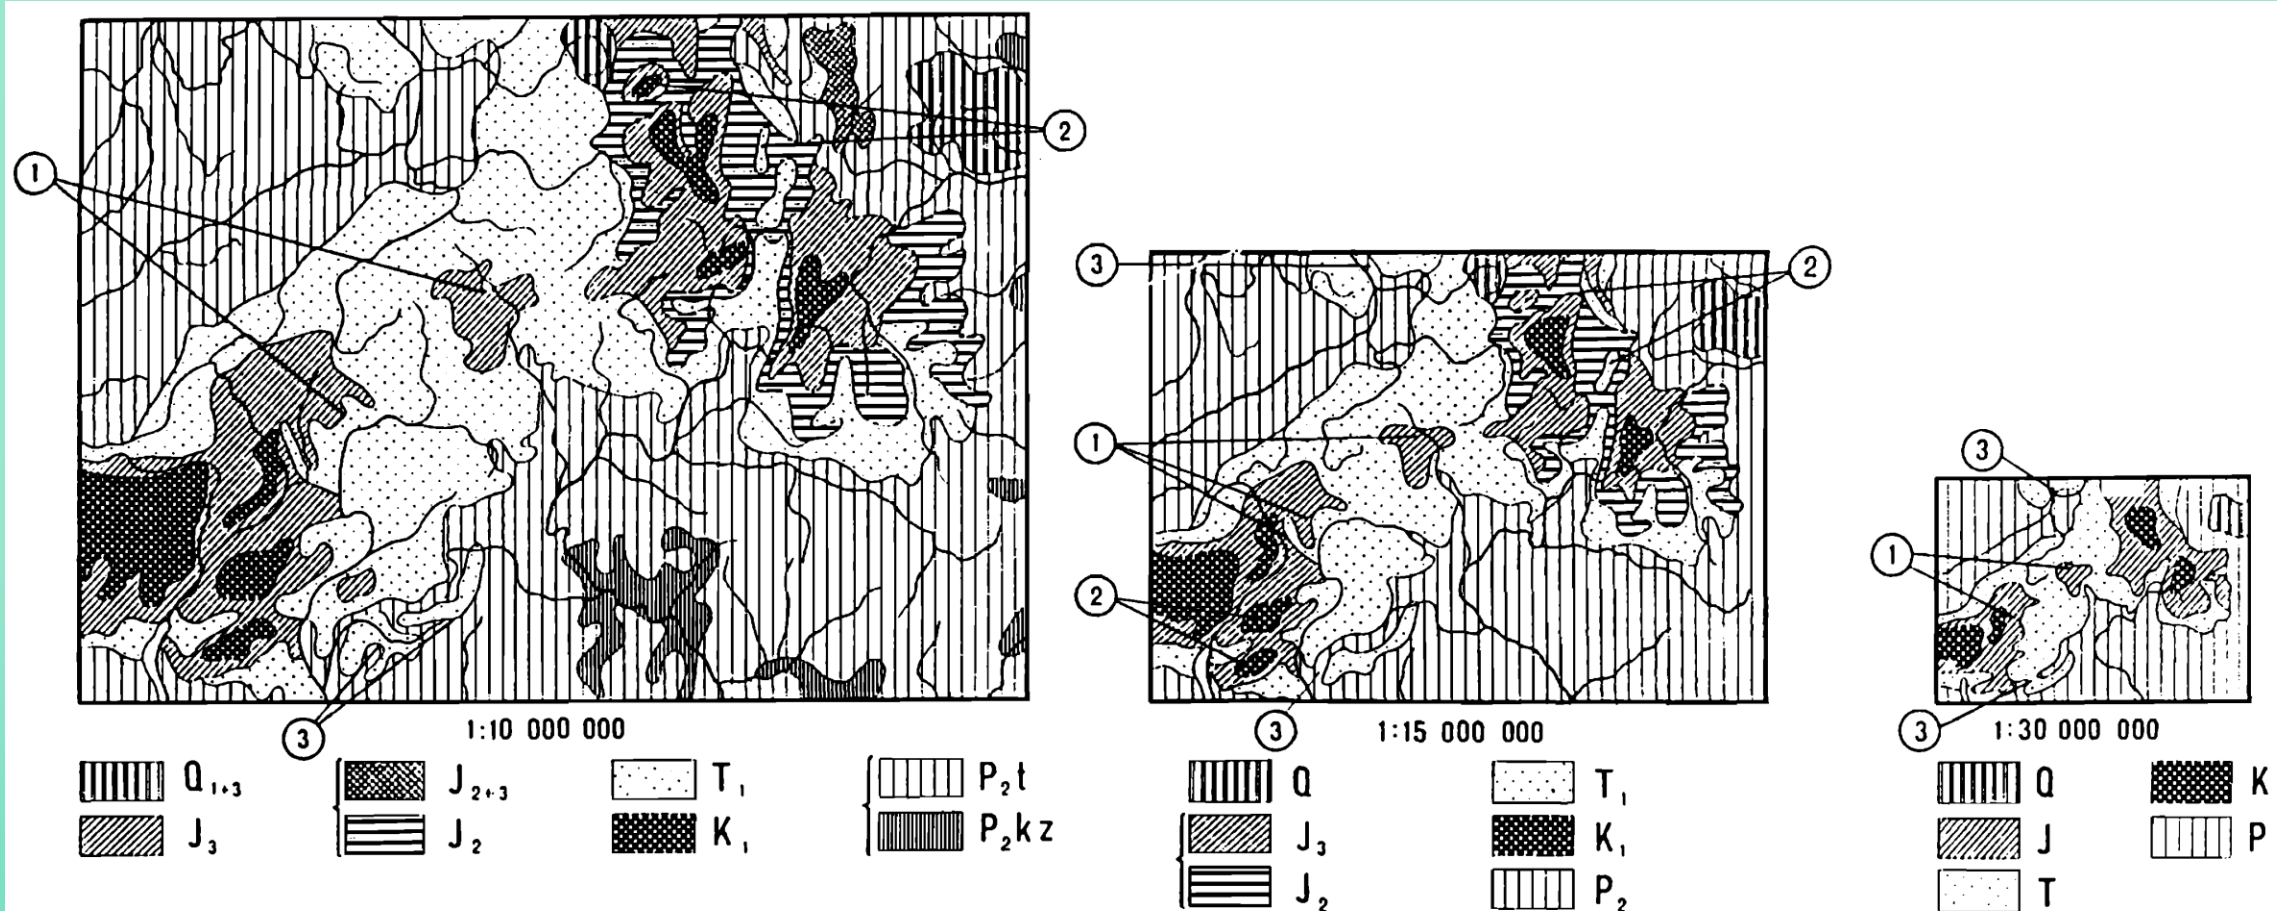 1
2
3
1:10 000 000
Q₁₊₃
J₂₊₃
T₁
P₂t
J₃
J₂
K₁
P₂kz
3
2
1
2
3
1:15 000 000
Q
T₁
J₃
K₁
J₂
P₂
3
1
3
1:30 000 000
Q
K
J
P
T